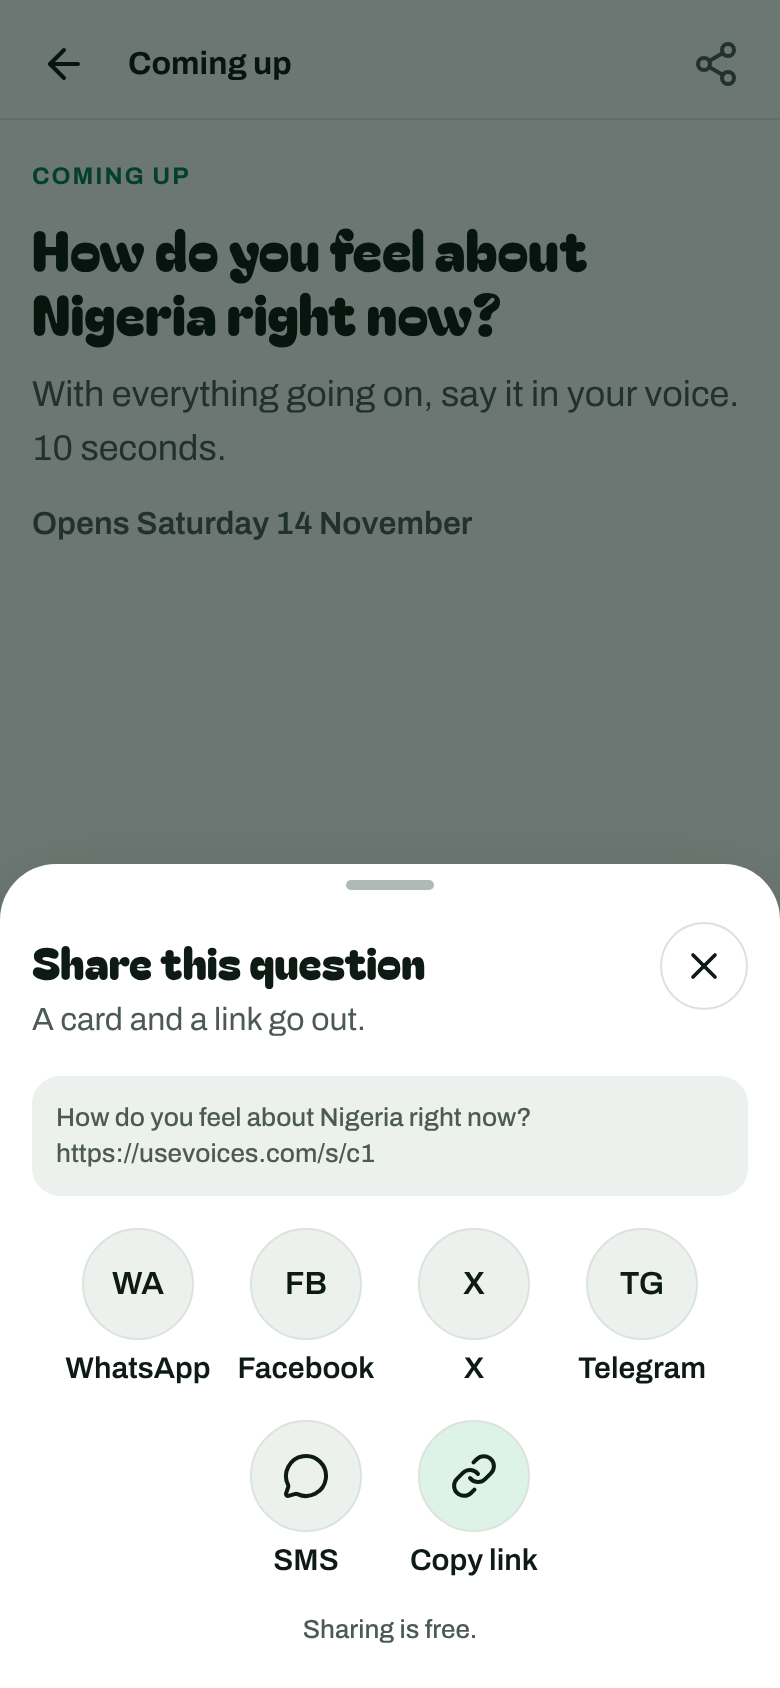 Coming up
COMING UP
How do you feel about
Nigeria right now?
With everything going on, say it in your voice.
10 seconds.
Opens Saturday 14 November
Share this question
A card and a link go out.
How do you feel about Nigeria right now?
https://usevoices.com/s/c1
WA FB X TG
WhatsApp Facebook X Telegram
SMS Copy link
Sharing is free.